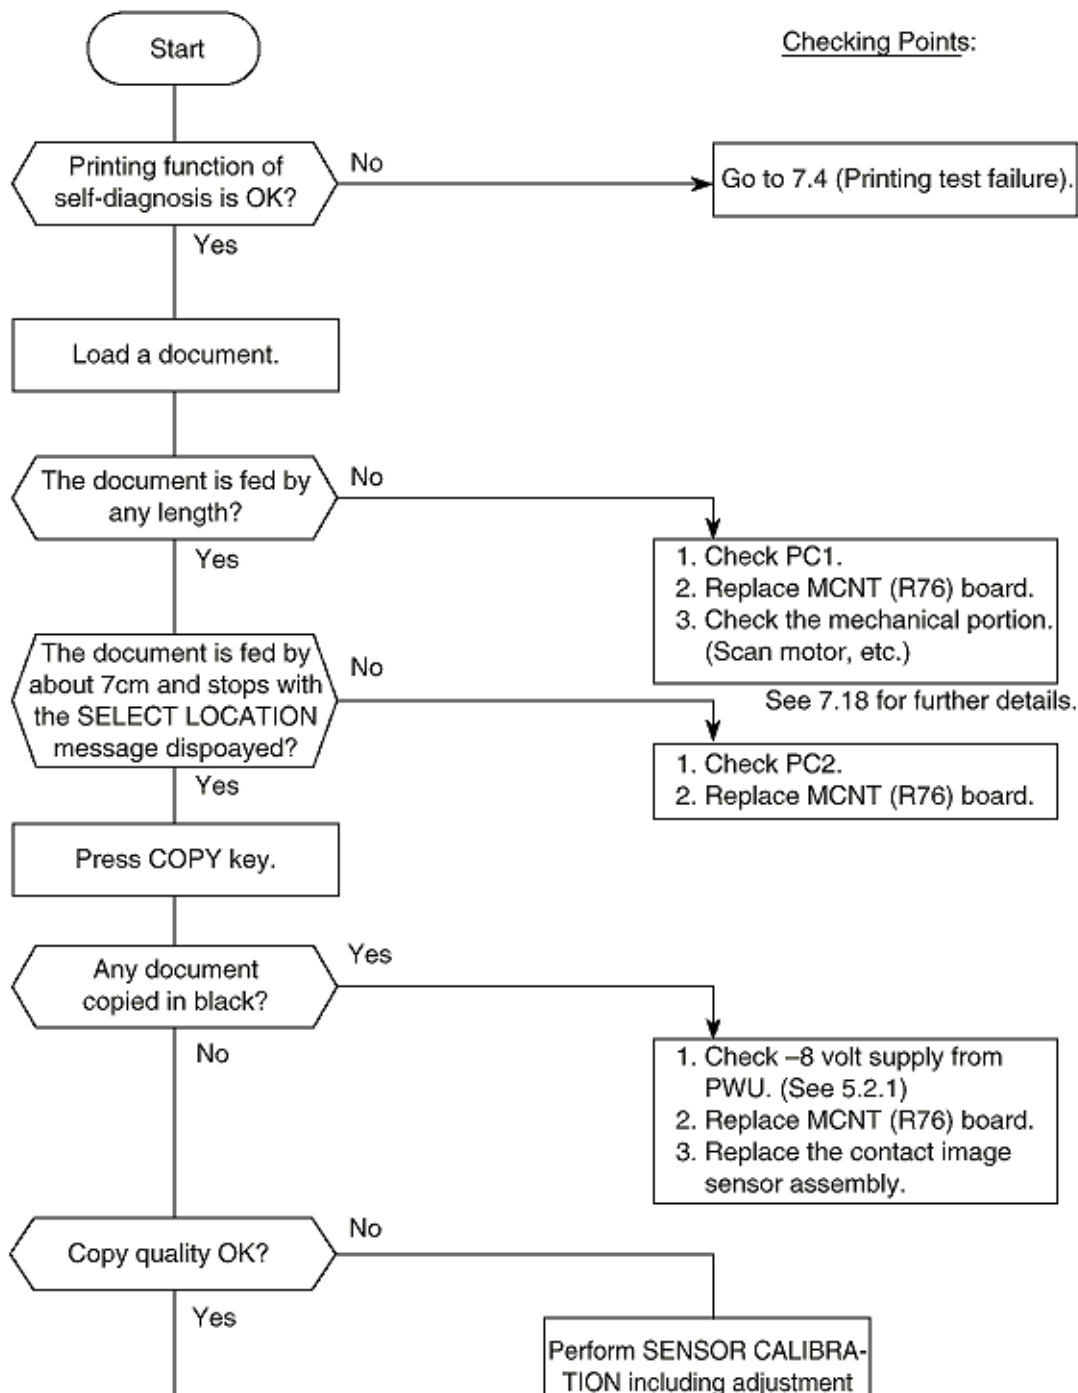 Start
Checking Points:
Printing function of
self-diagnosis is OK?
No
Go to 7.4 (Printing test failure).
Yes
Load a document.
The document is fed by
any length?
No
Yes
1. Check PC1.
2. Replace MCNT (R76) board.
3. Check the mechanical portion.
(Scan motor, etc.)
See 7.18 for further details.
The document is fed by
about 7cm and stops with
the SELECT LOCATION
message dispoayed?
No
Yes
1. Check PC2.
2. Replace MCNT (R76) board.
Press COPY key.
Any document
copied in black?
Yes
No
1. Check –8 volt supply from
PWU. (See 5.2.1)
2. Replace MCNT (R76) board.
3. Replace the contact image
sensor assembly.
Copy quality OK?
No
Yes
Perform SENSOR CALIBRA-
TION including adjustment